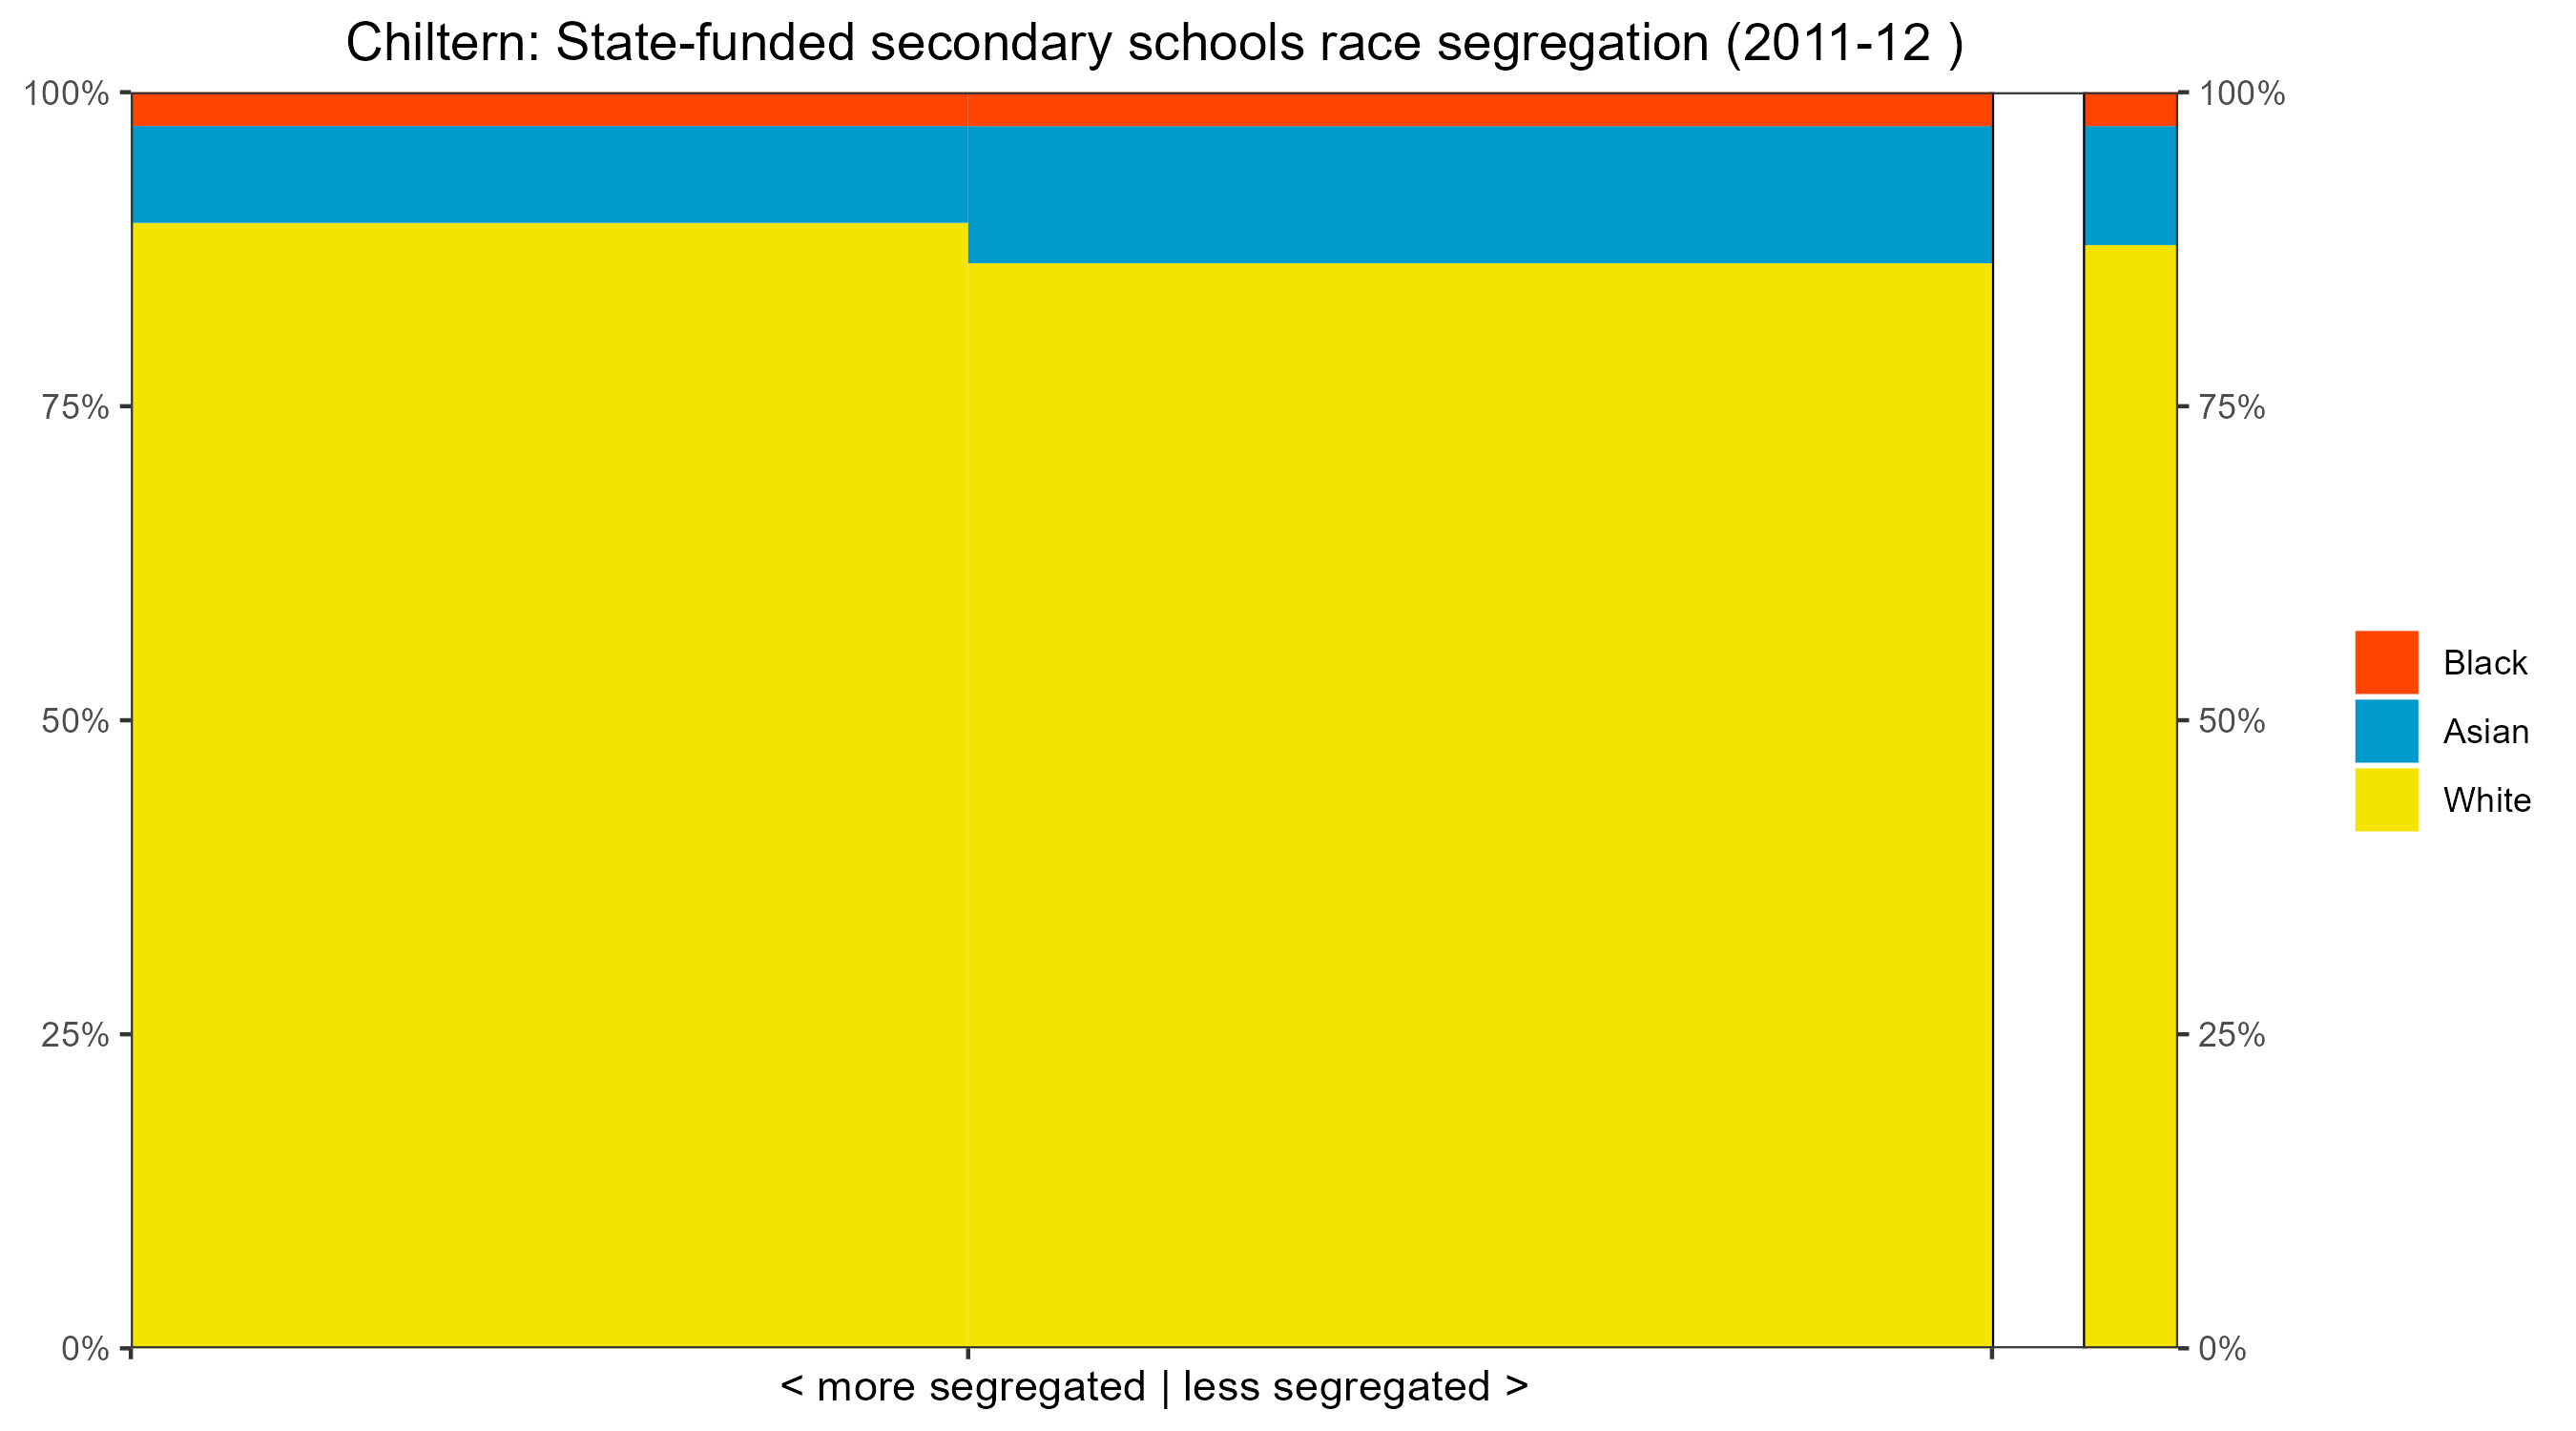 Chiltern: State-funded secondary schools race segregation (2011-12 )
100%
75%
50%
25%
0%
100%
75%
50%
25%
0%
Black
Asian
White
< more segregated | less segregated >